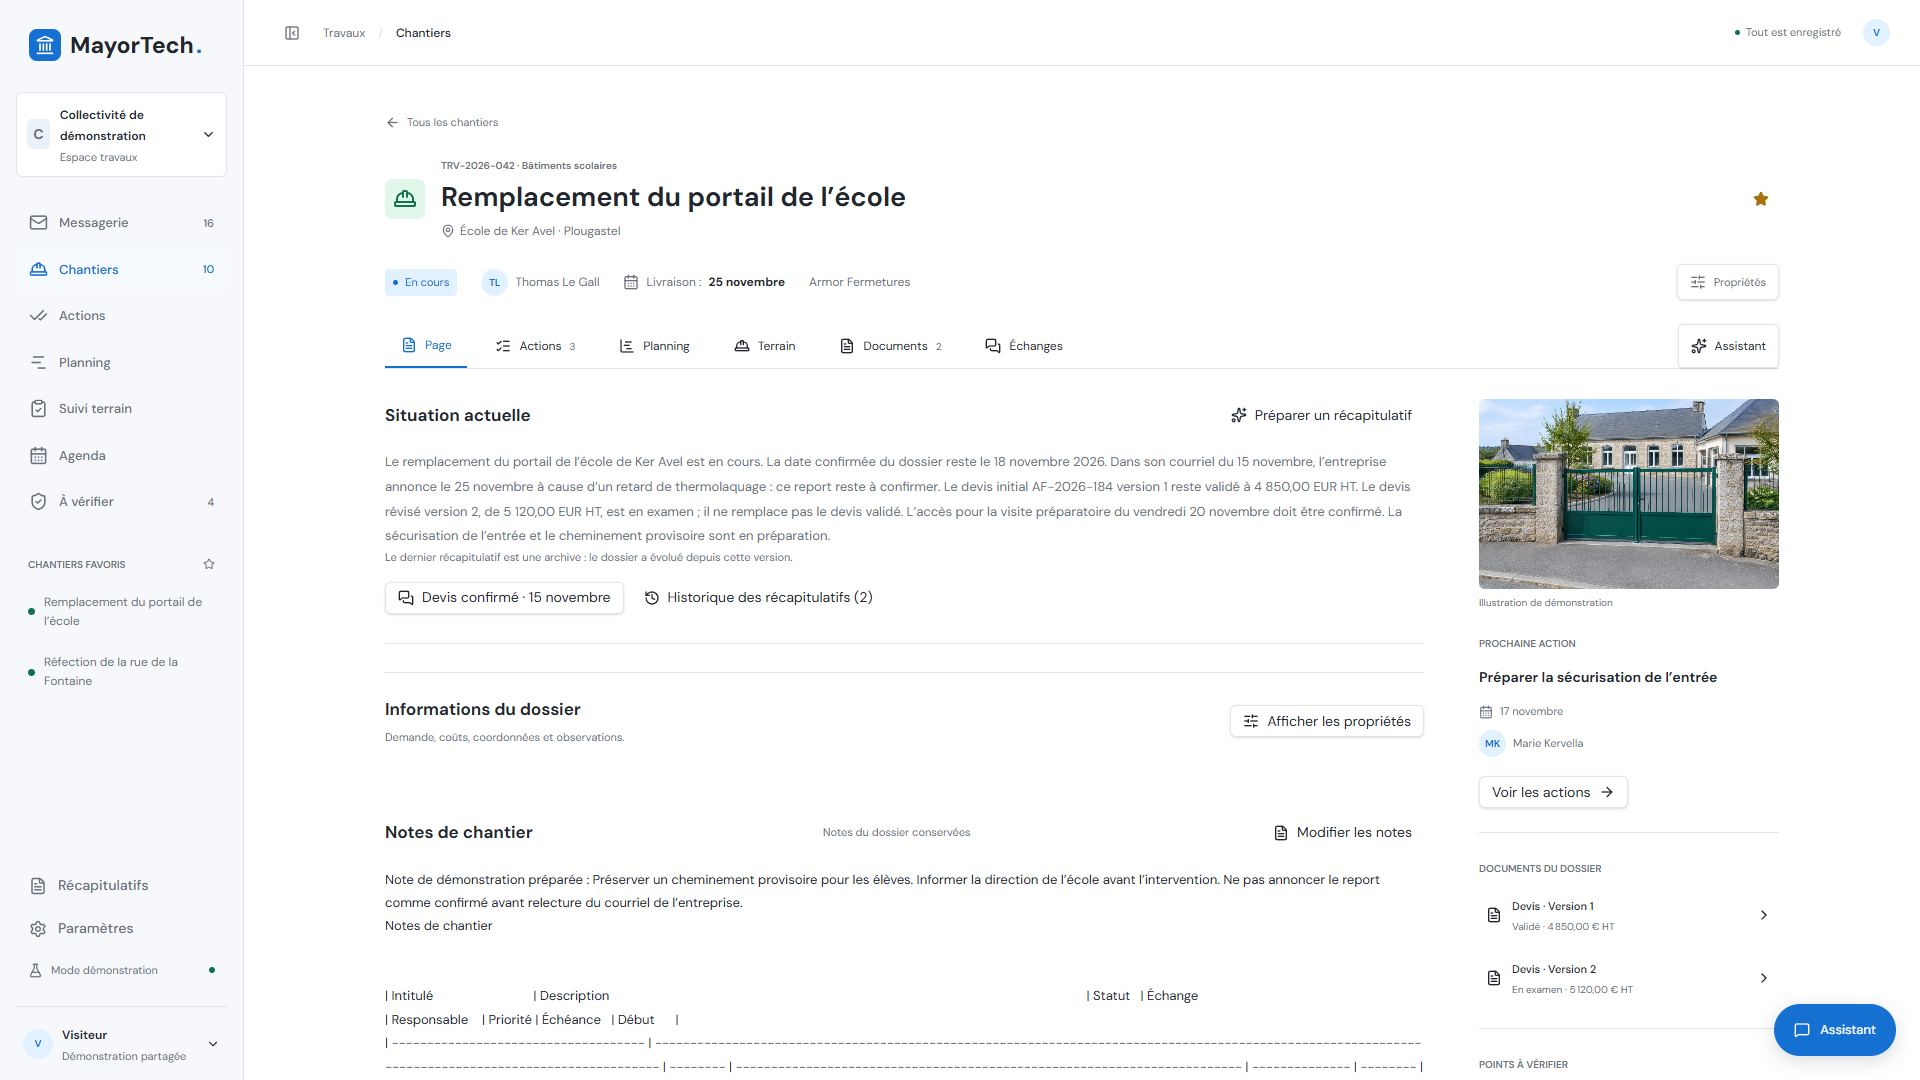 MayorTech.
C
Collectivité de
démonstration
Espace travaux
Messagerie 16
Chantiers 10
Actions
Planning
Suivi terrain
Agenda
À vérifier 4
CHANTIERS FAVORIS
Remplacement du portail de
l’école
Réfection de la rue de la
Fontaine
Récapitulatifs
Paramètres
Mode démonstration
V
Visiteur
Démonstration partagée
Travaux / Chantiers
Tout est enregistré
V
Tous les chantiers
TRV-2026-042 · Bâtiments scolaires
Remplacement du portail de l’école
École de Ker Avel · Plougastel
En cours TL Thomas Le Gall Livraison : 25 novembre Armor Fermetures
Propriétés
Page Actions 3 Planning Terrain Documents 2 Échanges
Assistant
Situation actuelle
Préparer un récapitulatif
Le remplacement du portail de l’école de Ker Avel est en cours. La date confirmée du dossier reste le 18 novembre 2026. Dans son courriel du 15 novembre, l’entreprise
annonce le 25 novembre à cause d’un retard de thermolaquage : ce report reste à confirmer. Le devis initial AF-2026-184 version 1 reste validé à 4 850,00 EUR HT. Le devis
révisé version 2, de 5 120,00 EUR HT, est en examen ; il ne remplace pas le devis validé. L’accès pour la visite préparatoire du vendredi 20 novembre doit être confirmé. La
sécurisation de l’entrée et le cheminement provisoire sont en préparation.
Le dernier récapitulatif est une archive : le dossier a évolué depuis cette version.
Devis confirmé · 15 novembre
Historique des récapitulatifs (2)
Informations du dossier
Demande, coûts, coordonnées et observations.
Afficher les propriétés
Notes de chantier
Notes du dossier conservées
Modifier les notes
Note de démonstration préparée : Préserver un cheminement provisoire pour les élèves. Informer la direction de l’école avant l’intervention. Ne pas annoncer le report
comme confirmé avant relecture du courriel de l’entreprise.
Notes de chantier
| Intitulé | Description | Statut | Échange
| Responsable | Priorité | Échéance | Début |
Illustration de démonstration
PROCHAINE ACTION
Préparer la sécurisation de l’entrée
17 novembre
MK Marie Kervella
Voir les actions
DOCUMENTS DU DOSSIER
Devis · Version 1
Validé · 4 850,00 € HT
Devis · Version 2
En examen · 5 120,00 € HT
Assistant
POINTS À VÉRIFIER